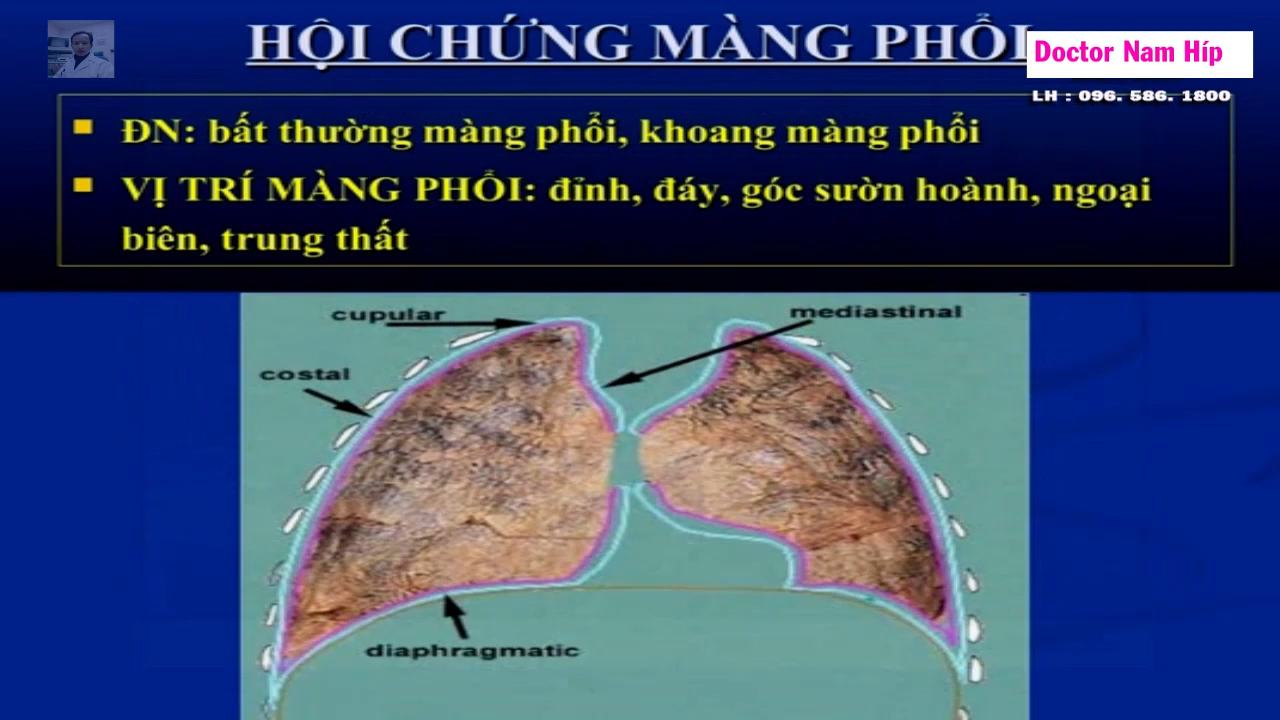 HỘI CHỨNG MÀNG PHỔI
Doctor Nam Híp
LH : 096. 586. 1800
ĐN: bất thường màng phổi, khoang màng phổi
VỊ TRÍ MÀNG PHỔI: đỉnh, đáy, góc sườn hoành, ngoại
biên, trung thất
cupular
mediastinal
costal
diaphragmatic